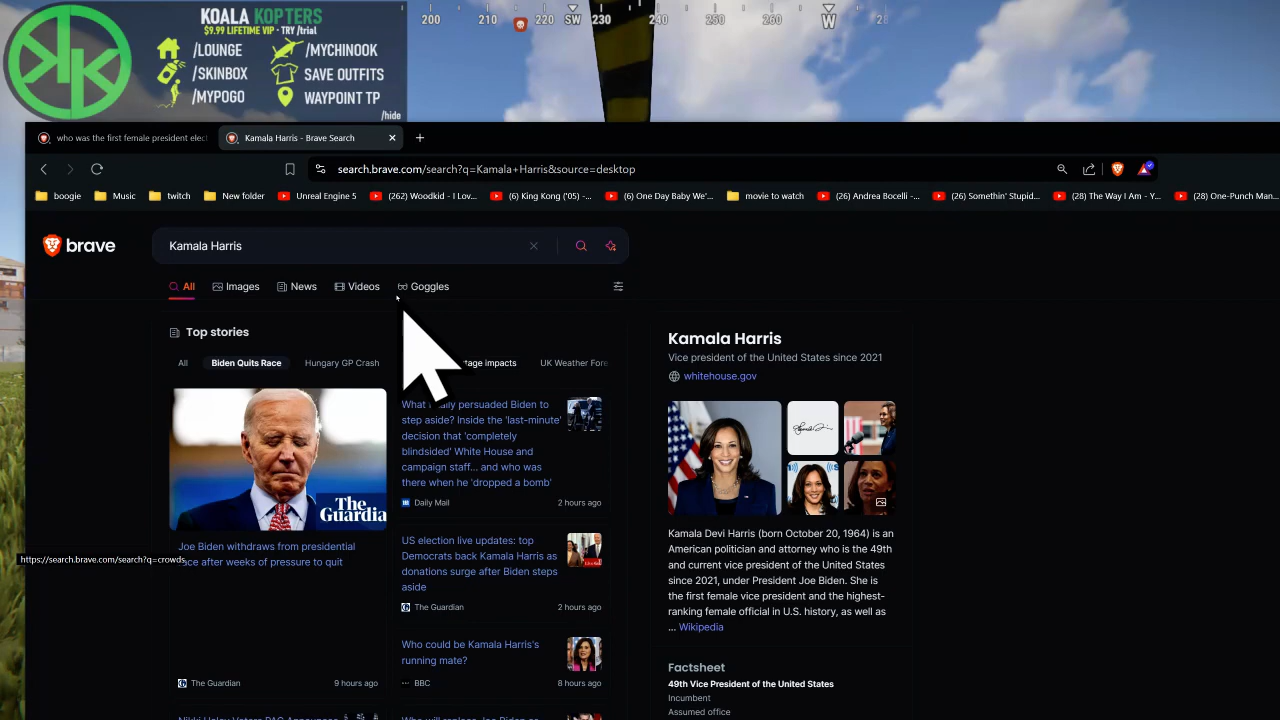 KOALA KOPTERS
$9.99 LIFETIME VIP - TRY /trial
/LOUNGE
/MYCHINOOK
/SKINBOX
SAVE OUTFITS
/MYPOGO
WAYPOINT TP
/hide
200 210 220 SW 230 240 250 260 W
who was the first female president elec
Kamala Harris - Brave Search
search.brave.com/search?q=Kamala+Harris&source=desktop
boogie
Music
twitch
New folder
Unreal Engine 5
(262) Woodkid - I Lov...
(6) King Kong ('05) -...
(6) One Day Baby We'...
movie to watch
(26) Andrea Bocelli -...
(26) Somethin' Stupid...
(28) The Way I Am - Y...
(28) One-Punch Man...
brave
Kamala Harris
All
Images
News
Videos
Goggles
Top stories
All
Biden Quits Race
Hungary GP Crash
tage impacts
UK Weather Fore
The
Guardia
Joe Biden withdraws from presidential
race after weeks of pressure to quit
The Guardian
9 hours ago
What really persuaded Biden to
step aside? Inside the 'last-minute'
decision that 'completely
blindsided' White House and
campaign staff... and who was
there when he 'dropped a bomb'
Daily Mail
2 hours ago
US election live updates: top
Democrats back Kamala Harris as
donations surge after Biden steps
aside
The Guardian
2 hours ago
Who could be Kamala Harris's
running mate?
BBC
8 hours ago
Kamala Harris
Vice president of the United States since 2021
whitehouse.gov
Kamala Devi Harris (born October 20, 1964) is an
American politician and attorney who is the 49th
and current vice president of the United States
since 2021, under President Joe Biden. She is
the first female vice president and the highest-
ranking female official in U.S. history, as well as
... Wikipedia
Factsheet
49th Vice President of the United States
Incumbent
Assumed office
https://search.brave.com/search?q=crowds